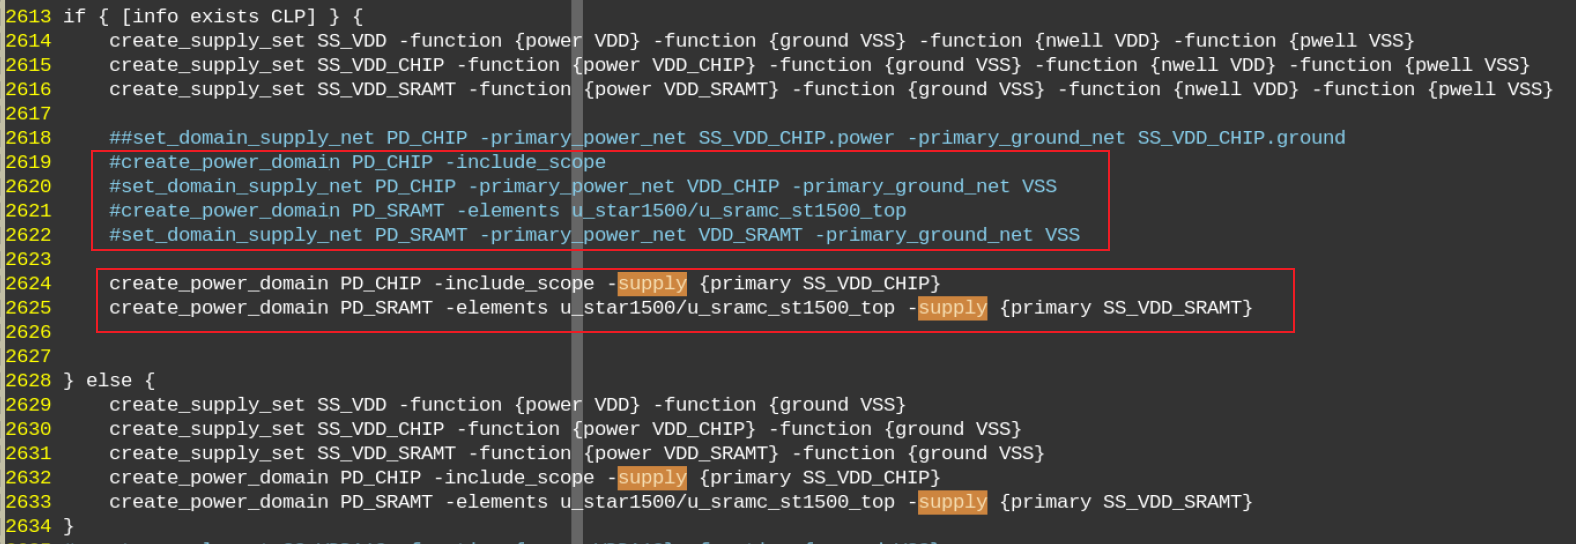 2613 if { [info exists CLP] } {
2614     create_supply_set SS_VDD -function {power VDD} -function {ground VSS} -function {nwell VDD} -function {pwell VSS}
2615     create_supply_set SS_VDD_CHIP -function {power VDD_CHIP} -function {ground VSS} -function {nwell VDD} -function {pwell VSS}
2616     create_supply_set SS_VDD_SRAMT -function {power VDD_SRAMT} -function {ground VSS} -function {nwell VDD} -function {pwell VSS}
2617
2618     ##set_domain_supply_net PD_CHIP -primary_power_net SS_VDD_CHIP.power -primary_ground_net SS_VDD_CHIP.ground
2619     #create_power_domain PD_CHIP -include_scope
2620     #set_domain_supply_net PD_CHIP -primary_power_net VDD_CHIP -primary_ground_net VSS
2621     #create_power_domain PD_SRAMT -elements u_star1500/u_sramc_st1500_top
2622     #set_domain_supply_net PD_SRAMT -primary_power_net VDD_SRAMT -primary_ground_net VSS
2623
2624     create_power_domain PD_CHIP -include_scope -supply {primary SS_VDD_CHIP}
2625     create_power_domain PD_SRAMT -elements u_star1500/u_sramc_st1500_top -supply {primary SS_VDD_SRAMT}
2626
2627
2628 } else {
2629     create_supply_set SS_VDD -function {power VDD} -function {ground VSS}
2630     create_supply_set SS_VDD_CHIP -function {power VDD_CHIP} -function {ground VSS}
2631     create_supply_set SS_VDD_SRAMT -function {power VDD_SRAMT} -function {ground VSS}
2632     create_power_domain PD_CHIP -include_scope -supply {primary SS_VDD_CHIP}
2633     create_power_domain PD_SRAMT -elements u_star1500/u_sramc_st1500_top -supply {primary SS_VDD_SRAMT}
2634 }